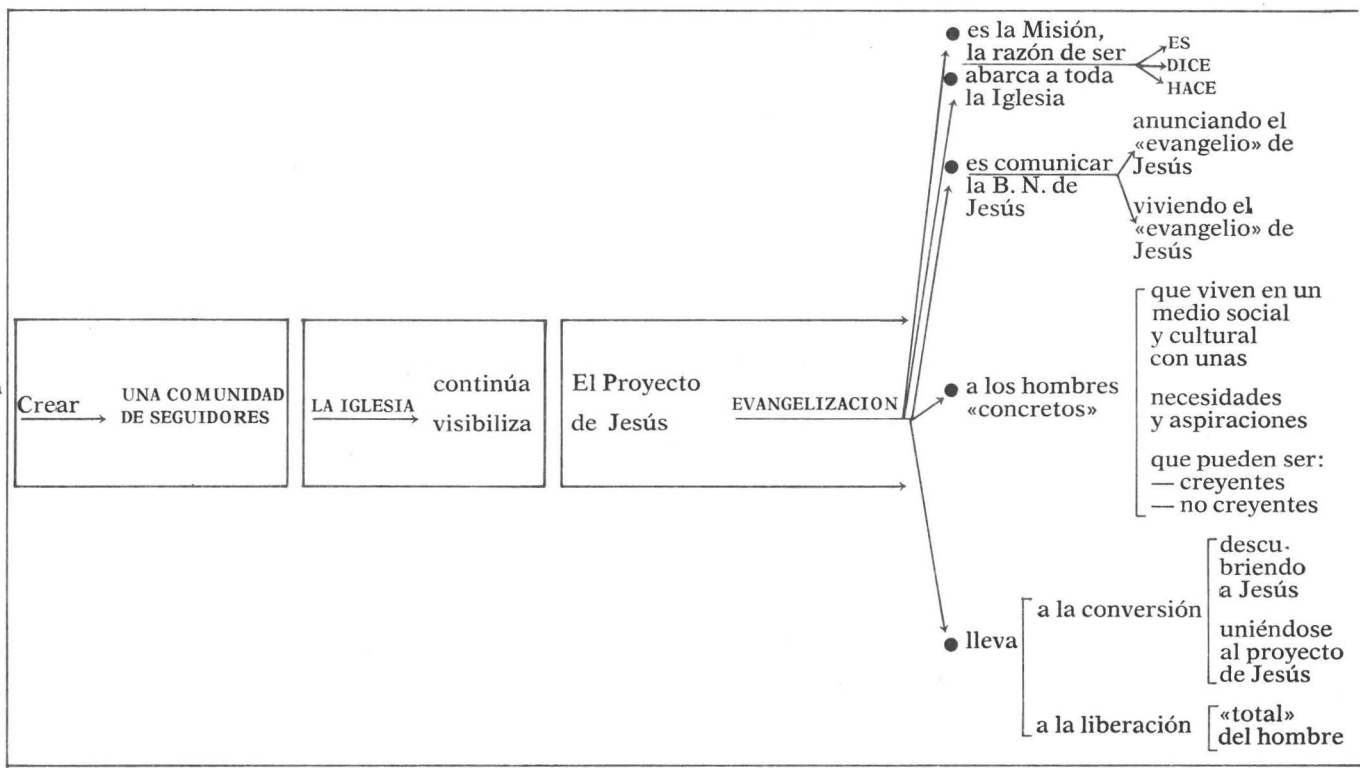 Crear
UNA COMUNIDAD
DE SEGUIDORES
LA IGLESIA
continúa
visibiliza
El Proyecto
de Jesús
EVANGELIZACION
● es la Misión,
la razón de ser
● abarca a toda
la Iglesia
ES
DICE
HACE
● es comunicar
la B. N. de
Jesús
anunciando el
«evangelio» de
Jesús
viviendo el
«evangelio» de
Jesús
● a los hombres
«concretos»
que viven en un
medio social
y cultural
con unas
necesidades
y aspiraciones
que pueden ser:
— creyentes
— no creyentes
● lleva
a la conversión
descu-
briendo
a Jesús
uniéndose
al proyecto
de Jesús
a la liberación
«total»
del hombre